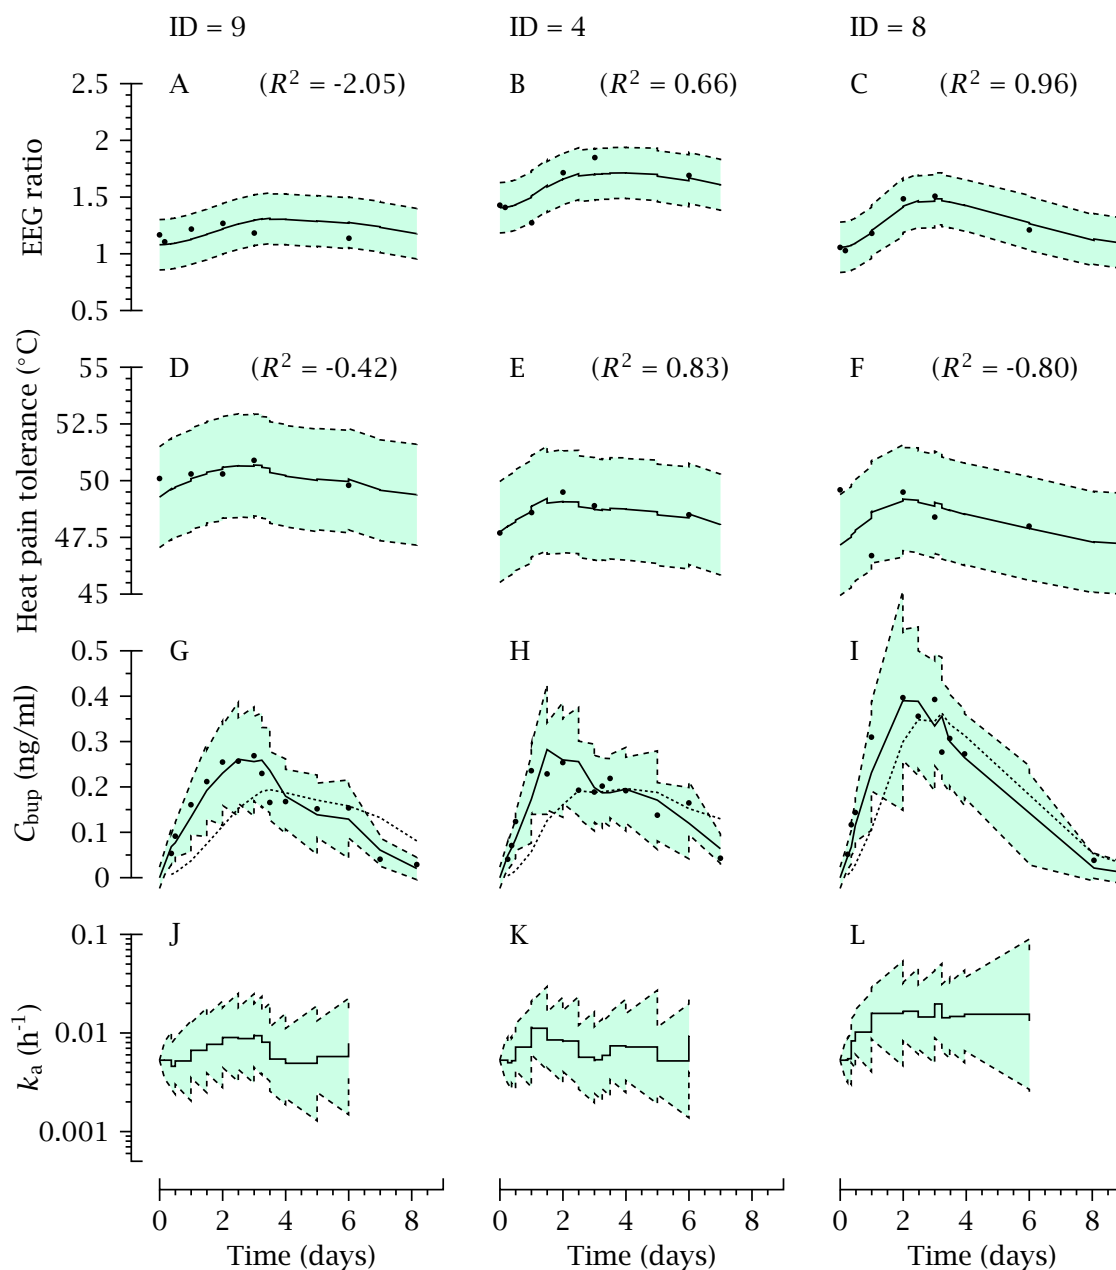 ID = 9 ID = 4 ID = 8
A (R² = -2.05) B (R² = 0.66) C (R² = 0.96)
2.5
2
1.5
1
0.5
EEG ratio
D (R² = -0.42) E (R² = 0.83) F (R² = -0.80)
55
52.5
50
47.5
45
Heat pain tolerance (°C)
G H I
0.5
0.4
0.3
0.2
0.1
0
C_bup (ng/ml)
J K L
0.1
0.01
0.001
k_a (h⁻¹)
0 2 4 6 8 0 2 4 6 8 0 2 4 6 8
Time (days) Time (days) Time (days)